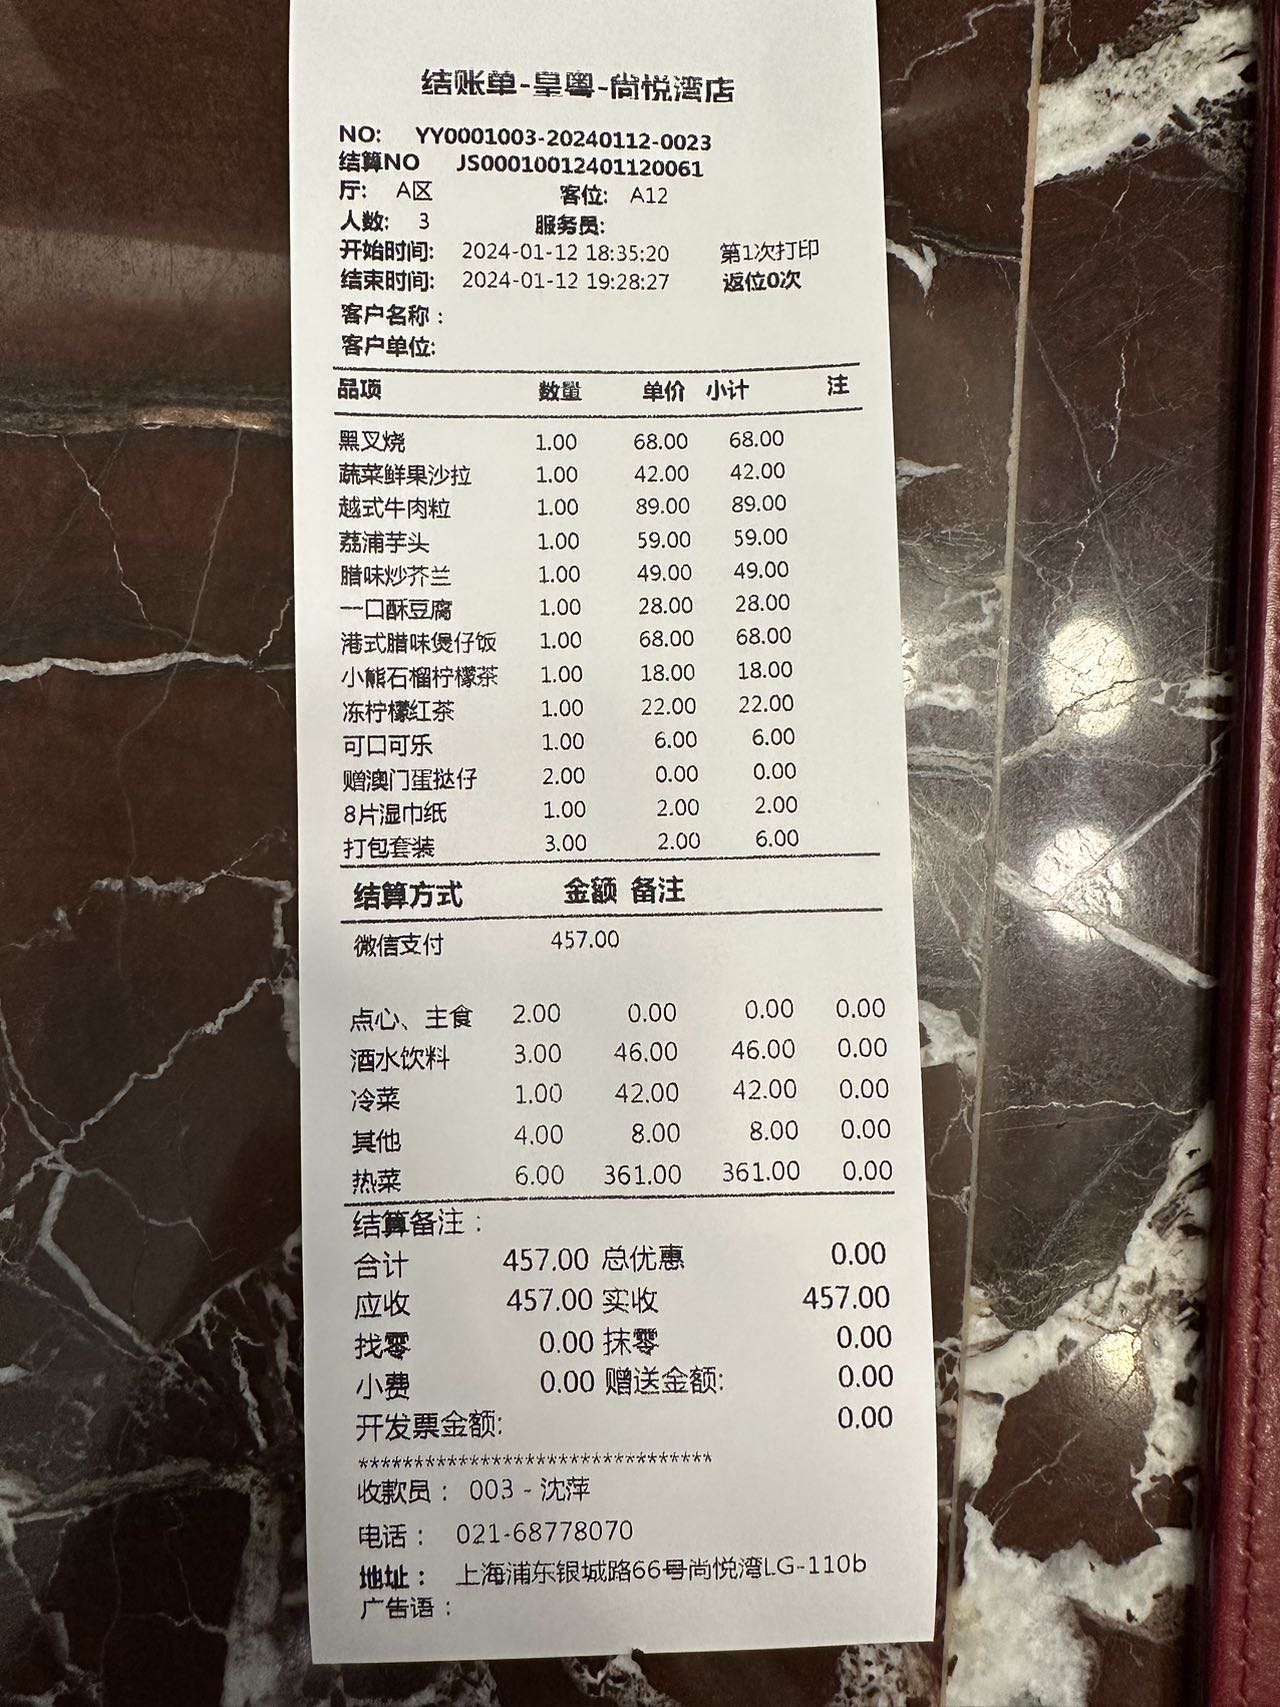 结账单-皇粤-尚悦湾店
NO: YY0001003-20240112-0023
结算NO JS00010012401120061
厅: A区 客位: A12
人数: 3 服务员:
开始时间: 2024-01-12 18:35:20 第1次打印
结束时间: 2024-01-12 19:28:27 返位0次
客户名称：
客户单位:
品项 数量 单价 小计 注
黑叉烧 1.00 68.00 68.00
蔬菜鲜果沙拉 1.00 42.00 42.00
越式牛肉粒 1.00 89.00 89.00
荔浦芋头 1.00 59.00 59.00
腊味炒芥兰 1.00 49.00 49.00
一口酥豆腐 1.00 28.00 28.00
港式腊味煲仔饭 1.00 68.00 68.00
小熊石榴柠檬茶 1.00 18.00 18.00
冻柠檬红茶 1.00 22.00 22.00
可口可乐 1.00 6.00 6.00
赠澳门蛋挞仔 2.00 0.00 0.00
8片湿巾纸 1.00 2.00 2.00
打包套装 3.00 2.00 6.00
结算方式 金额 备注
微信支付 457.00
点心、主食 2.00 0.00 0.00 0.00
酒水饮料 3.00 46.00 46.00 0.00
冷菜 1.00 42.00 42.00 0.00
其他 4.00 8.00 8.00 0.00
热菜 6.00 361.00 361.00 0.00
结算备注：
合计 457.00 总优惠 0.00
应收 457.00 实收 457.00
找零 0.00 抹零 0.00
小费 0.00 赠送金额: 0.00
开发票金额: 0.00
********************************
收款员： 003 - 沈萍
电话： 021-68778070
地址： 上海浦东银城路66号尚悦湾LG-110b
广告语：